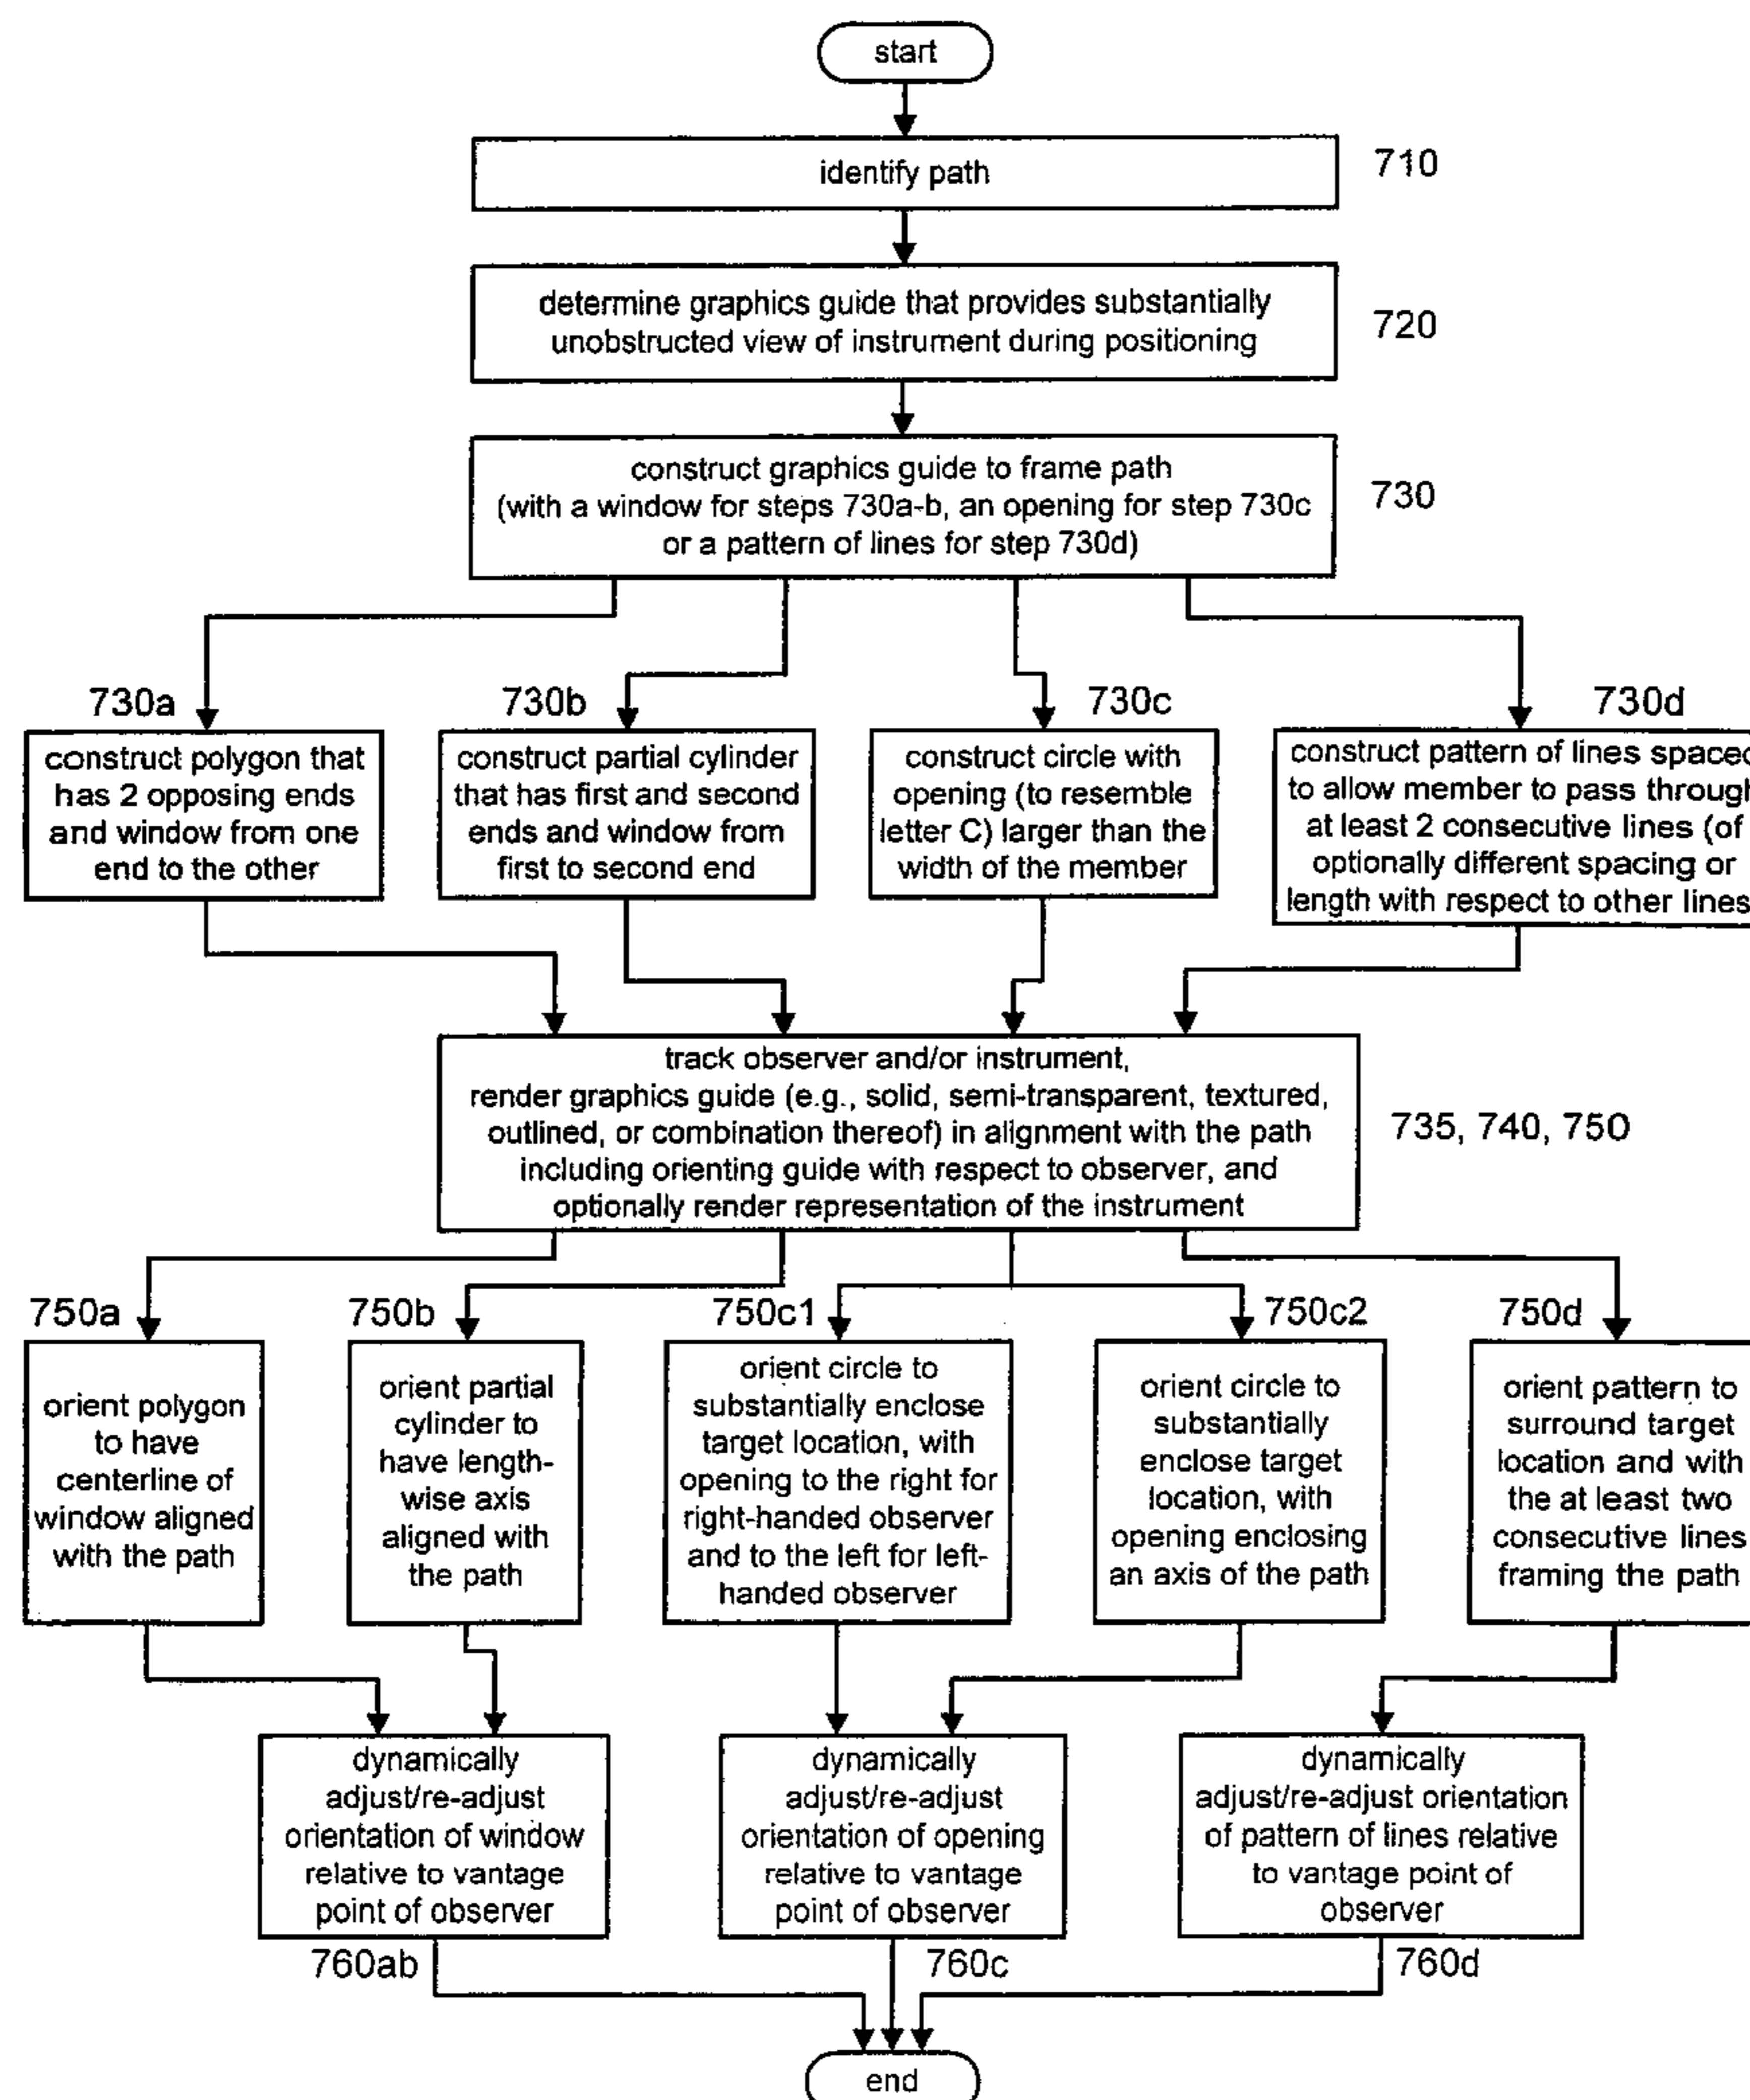 start
identify path
710
determine graphics guide that provides substantially
unobstructed view of instrument during positioning
720
construct graphics guide to frame path
(with a window for steps 730a-b, an opening for step 730c
or a pattern of lines for step 730d)
730
730a
construct polygon that
has 2 opposing ends
and window from one
end to the other
730b
construct partial cylinder
that has first and second
ends and window from
first to second end
730c
construct circle with
opening (to resemble
letter C) larger than the
width of the member
730d
construct pattern of lines spaced
to allow member to pass through
at least 2 consecutive lines (of
optionally different spacing or
length with respect to other lines
track observer and/or instrument,
render graphics guide (e.g., solid, semi-transparent, textured,
outlined, or combination thereof) in alignment with the path
including orienting guide with respect to observer, and
optionally render representation of the instrument
735, 740, 750
750a
orient polygon
to have
centerline of
window aligned
with the path
750b
orient partial
cylinder to
have length-
wise axis
aligned with
the path
750c1
orient circle to
substantially enclose
target location, with
opening to the right for
right-handed observer
and to the left for left-
handed observer
750c2
orient circle to
substantially
enclose target
location, with
opening enclosing
an axis of the path
750d
orient pattern to
surround target
location and with
the at least two
consecutive lines
framing the path
dynamically
adjust/re-adjust
orientation of window
relative to vantage
point of observer
760ab
dynamically
adjust/re-adjust
orientation of opening
relative to vantage
point of observer
760c
dynamically
adjust/re-adjust orientation
of pattern of lines relative
to vantage point of
observer
760d
end